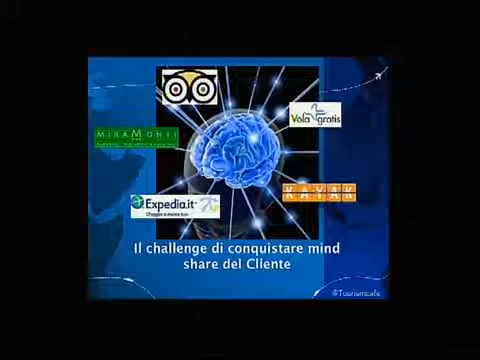 Vola gratis
MIRAMONTI
Expedia.it
KAYAK
Il challenge di conquistare mind
share del Cliente
@Tourismcafe